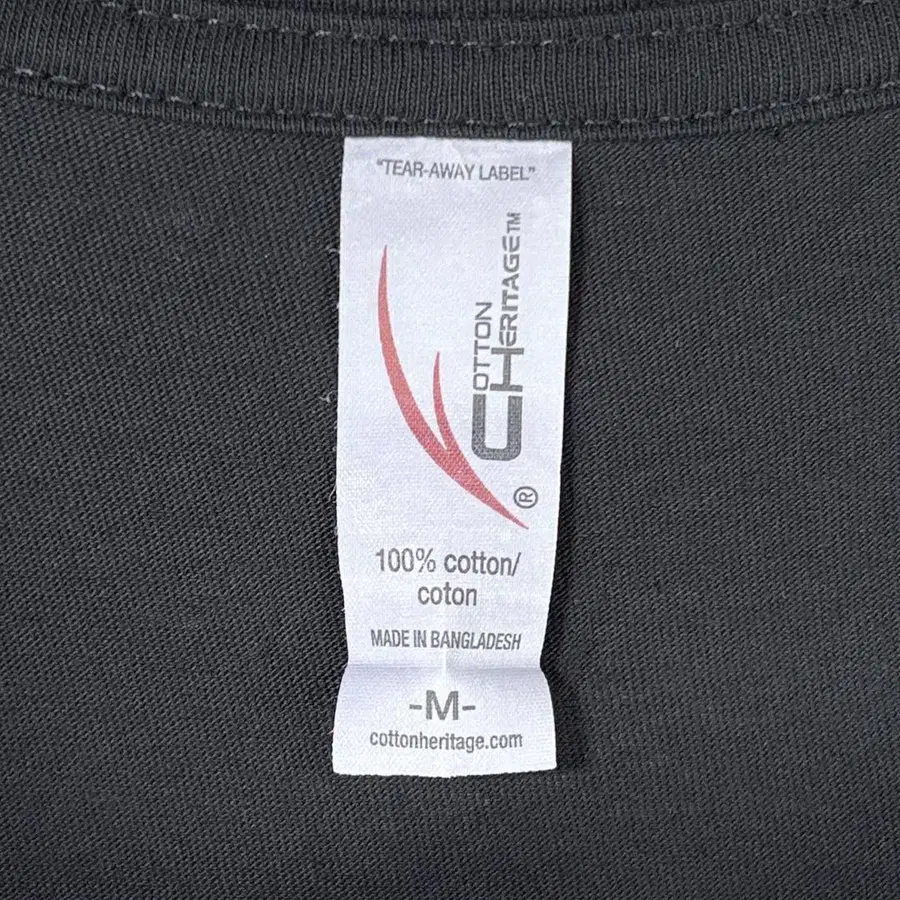 "TEAR-AWAY LABEL"
COTTON
HERITAGE™
®
100% cotton/
coton
MADE IN BANGLADESH
-M-
cottonheritage.com